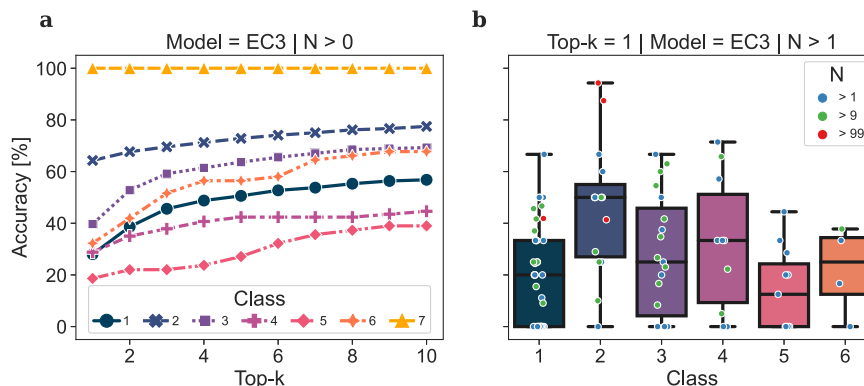 a
Model = EC3 | N > 0
Accuracy [%]
100
80
60
40
20
0
Class
1 2 3 4 5 6 7
2 4 6 8 10
Top-k
b
Top-k = 1 | Model = EC3 | N > 1
N
> 1
> 9
> 99
1 2 3 4 5 6
Class